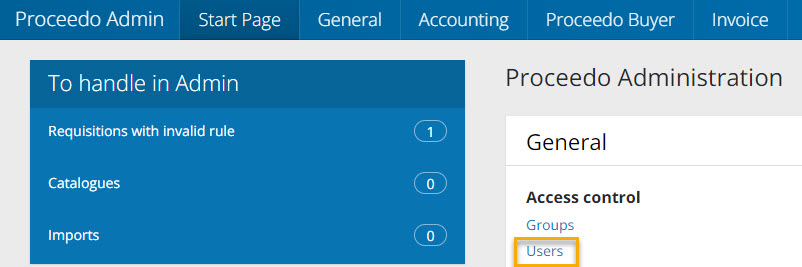 Proceedo Admin Start Page General Accounting Proceedo Buyer Invoice
To handle in Admin
Requisitions with invalid rule 1
Catalogues 0
Imports 0
Proceedo Administration
General
Access control
Groups
Users